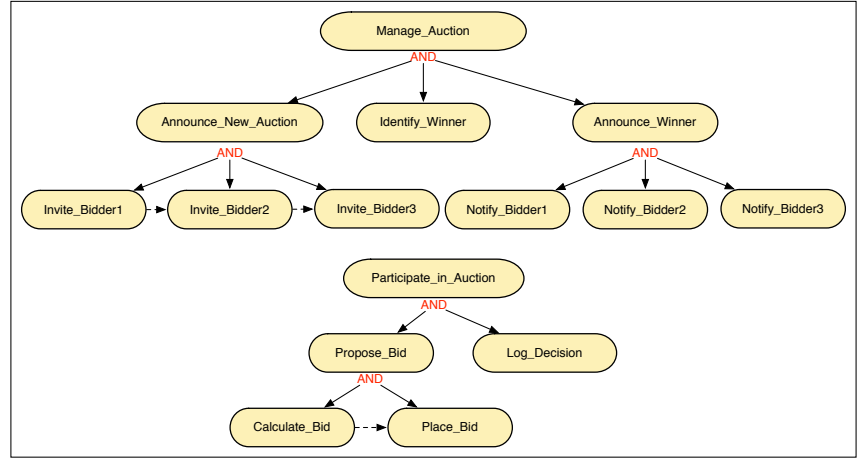 Manage_Auction
AND
Announce_New_Auction
Identify_Winner
Announce_Winner
AND
AND
Invite_Bidder1
Invite_Bidder2
Invite_Bidder3
Notify_Bidder1
Notify_Bidder2
Notify_Bidder3
Participate_in_Auction
AND
Propose_Bid
Log_Decision
AND
Calculate_Bid
Place_Bid